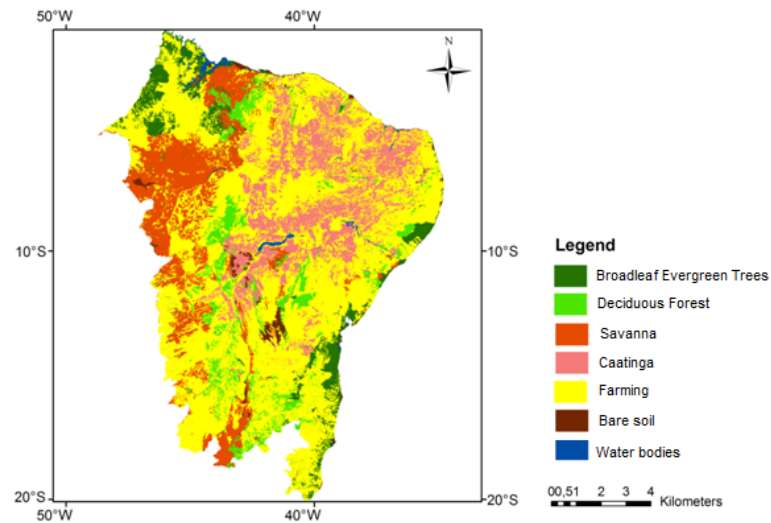 50°W 40°W
N
10°S 10°S
20°S 20°S
50°W 40°W
Legend
Broadleaf Evergreen Trees
Deciduous Forest
Savanna
Caatinga
Farming
Bare soil
Water bodies
00,51 2 3 4
Kilometers